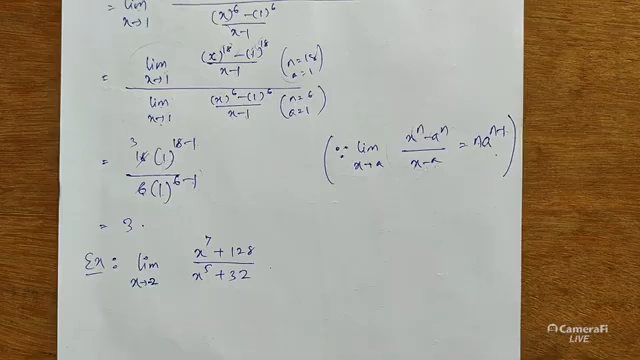 = lim x→1 (x)^6 - (1)^6 / x-1
= lim x→1 (x)^18 - (1)^18 / x-1 (n=18 a=1)
lim x→1 (x)^6 - (1)^6 / x-1 (n=6 a=1)
= 3 18(1)^18-1 / 6(1)^6-1 (∵ lim x→a x^n - a^n / x-a = na^n-1)
= 3.
Ex: lim x→-2 x^7 + 128 / x^5 + 32
CameraFi
LIVE